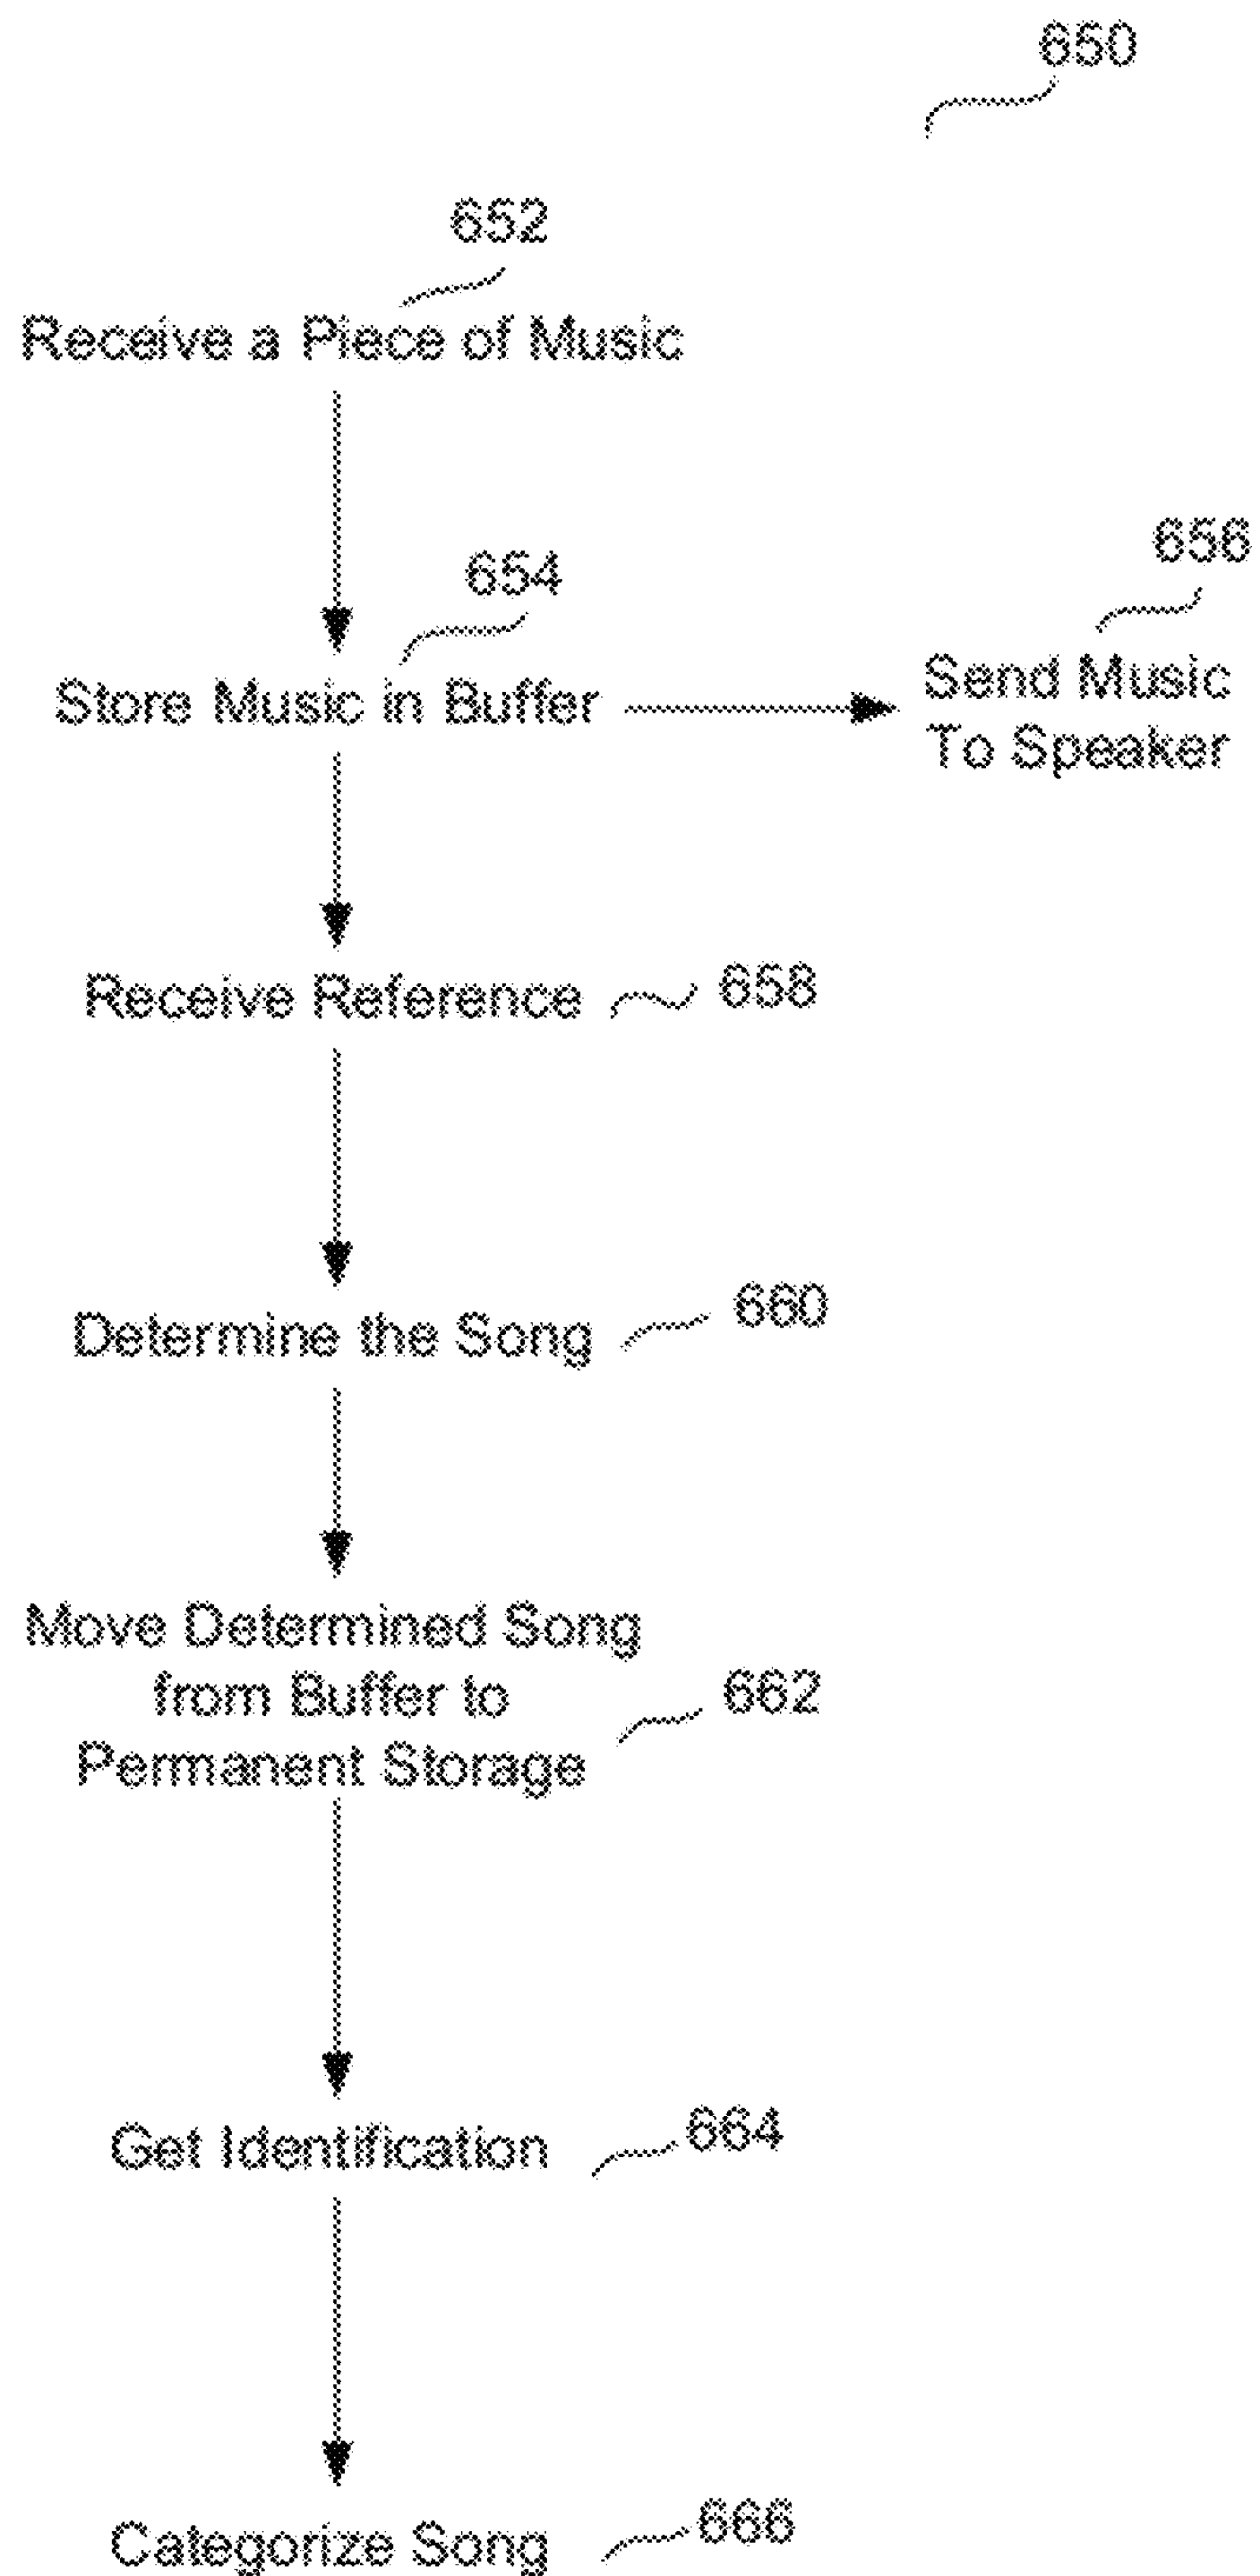 650
652
Receive a Piece of Music
654
656
Store Music in Buffer
Send Music
To Speaker
Receive Reference
658
Determine the Song
660
Move Determined Song
from Buffer to
662
Permanent Storage
Get Identification
664
Categorize Song
666